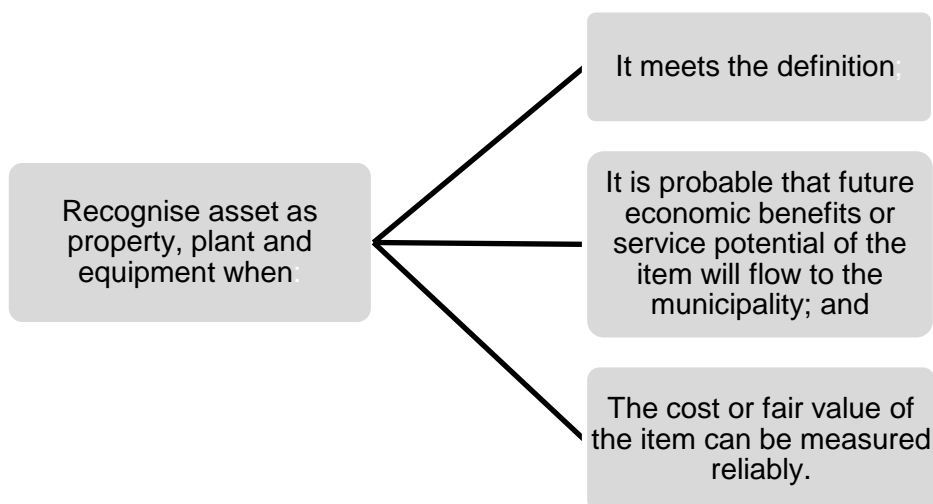 Recognise asset as
property, plant and
equipment when:
It meets the definition;
It is probable that future
economic benefits or
service potential of the
item will flow to the
municipality; and
The cost or fair value of
the item can be measured
reliably.